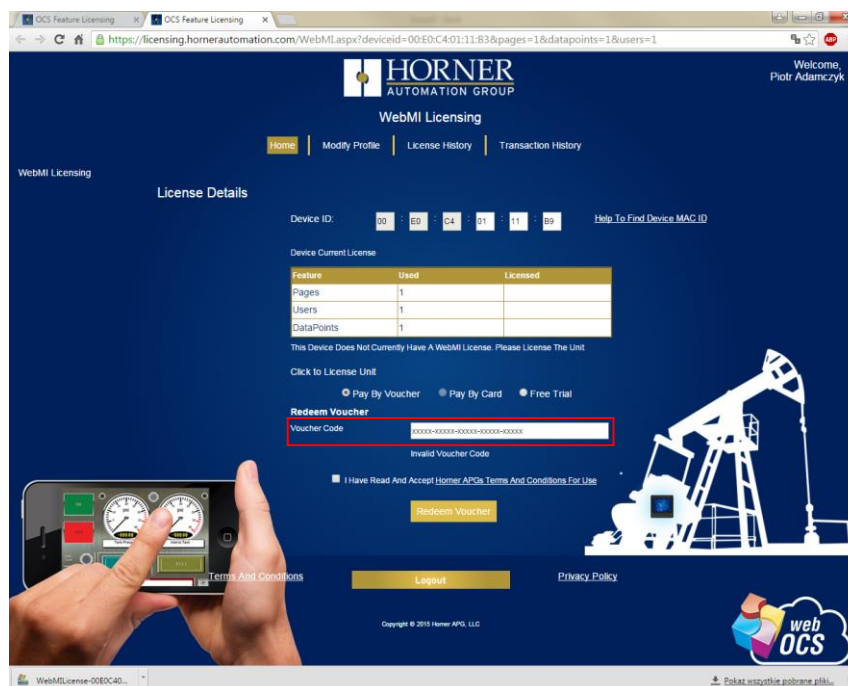 OCS Feature Licensing
OCS Feature Licensing
https://licensing.hornerautomation.com/WebMI.aspx?deviceid=00:E0:C4:01:11:B3&pages=1&datapoints=1&users=1
ABP
HORNER
AUTOMATION GROUP
Welcome,
Piotr Adamczyk
WebMI Licensing
Home
Modify Profile
License History
Transaction History
WebMI Licensing
License Details
Device ID: 00 : E0 : C4 : 01 : 11 : B9 Help To Find Device MAC ID
Device Current License
Feature Used Licensed
Pages 1
Users 1
DataPoints 1
This Device Does Not Currently Have A WebMI License. Please License The Unit
Click to License Unit
Pay By Voucher Pay By Card Free Trial
Redeem Voucher
Voucher Code xxxxx-xxxxx-xxxxx-xxxxx-xxxxx
Invalid Voucher Code
I Have Read And Accept Horner APGs Terms And Conditions For Use
Redeem Voucher
Terms And Conditions
Logout
Privacy Policy
Copyright © 2015 Horner APG, LLC
web
OCS
WebMILicense-00E0C40...
Pokaż wszystkie pobrane pliki...